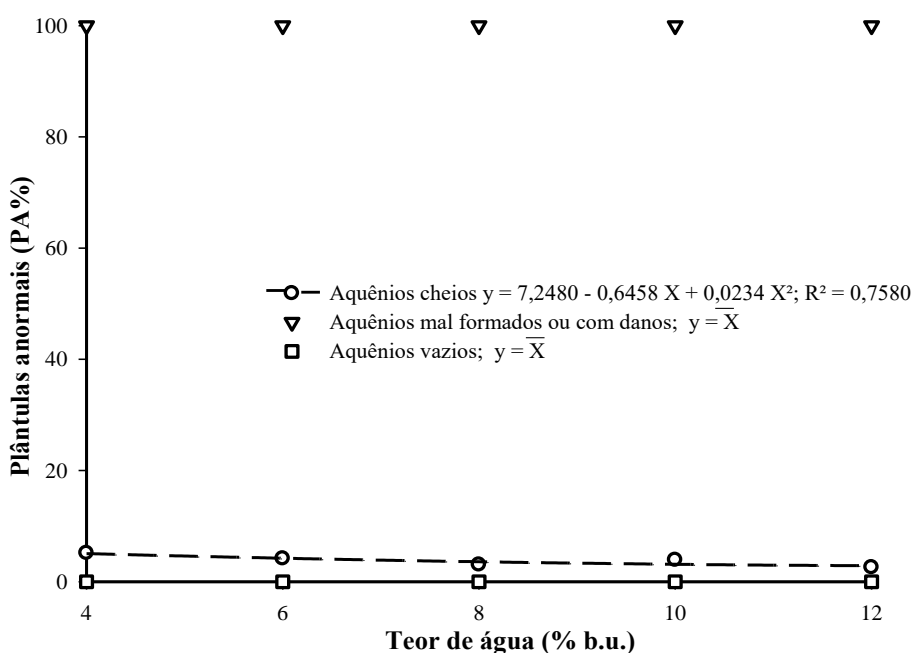 100
80
60
40
20
0
Plântulas anormais (PA%)
Aquênios cheios y = 7,2480 - 0,6458 X + 0,0234 X²; R² = 0,7580
Aquênios mal formados ou com danos; y = X̅
Aquênios vazios; y = X̅
4 6 8 10 12
Teor de água (% b.u.)